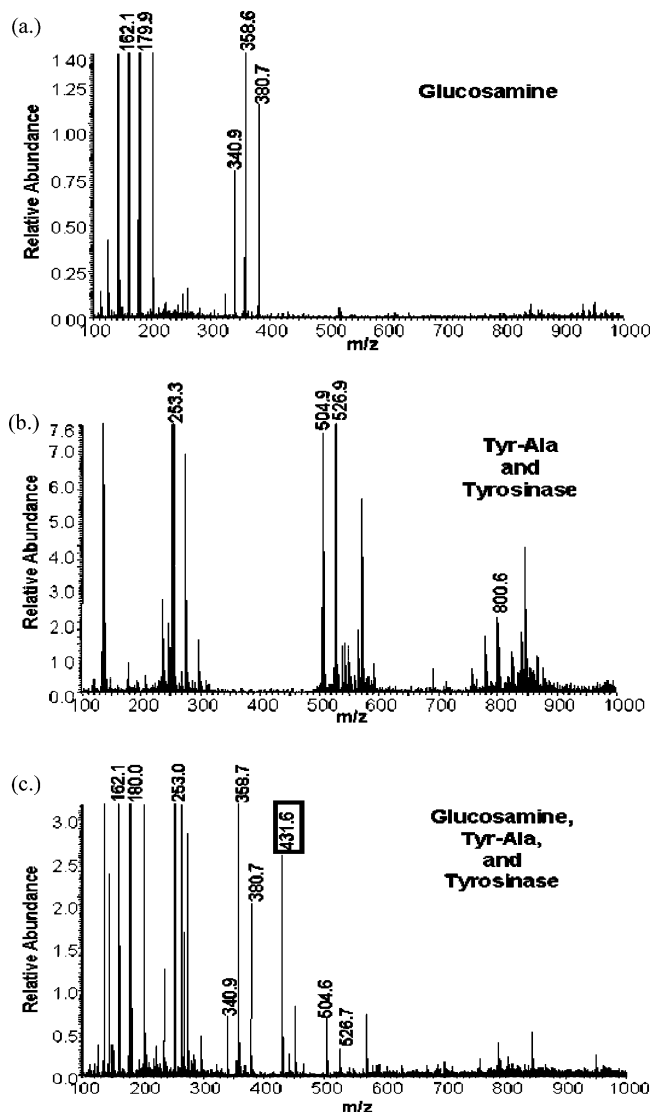 (a.)
162.1
179.9
358.6
380.7
340.9
Glucosamine
1.40
1.25
1.00
0.75
0.50
0.25
0.00
Relative Abundance
100 200 300 400 500 600 700 800 900 1000
m/z
(b.)
253.3
504.9
526.9
800.6
Tyr-Ala
and
Tyrosinase
7.6
7.0
6.0
5.0
4.0
3.0
2.0
1.0
0.0
Relative Abundance
100 200 300 400 500 600 700 800 900 1000
m/z
(c.)
162.1
180.0
253.0
358.7
380.7
431.6
340.9
504.6
526.7
Glucosamine,
Tyr-Ala,
and
Tyrosinase
3.0
2.5
2.0
1.5
1.0
0.5
0.0
Relative Abundance
100 200 300 400 500 600 700 800 900 1000
m/z